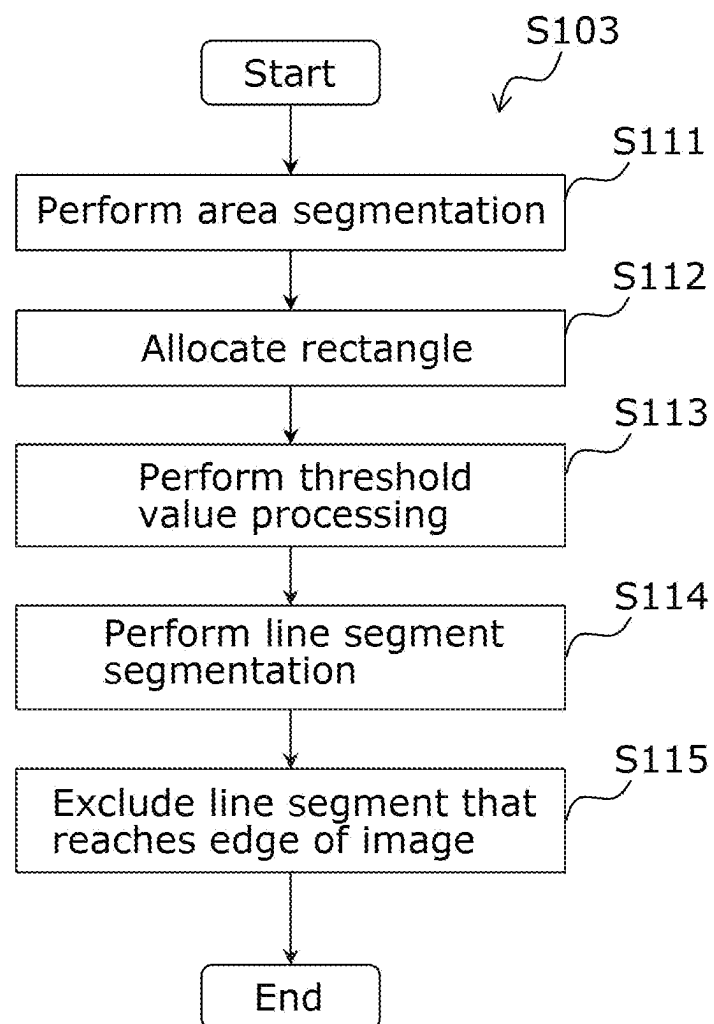 S103
Start
S111
Perform area segmentation
S112
Allocate rectangle
S113
Perform threshold
value processing
S114
Perform line segment
segmentation
S115
Exclude line segment that
reaches edge of image
End